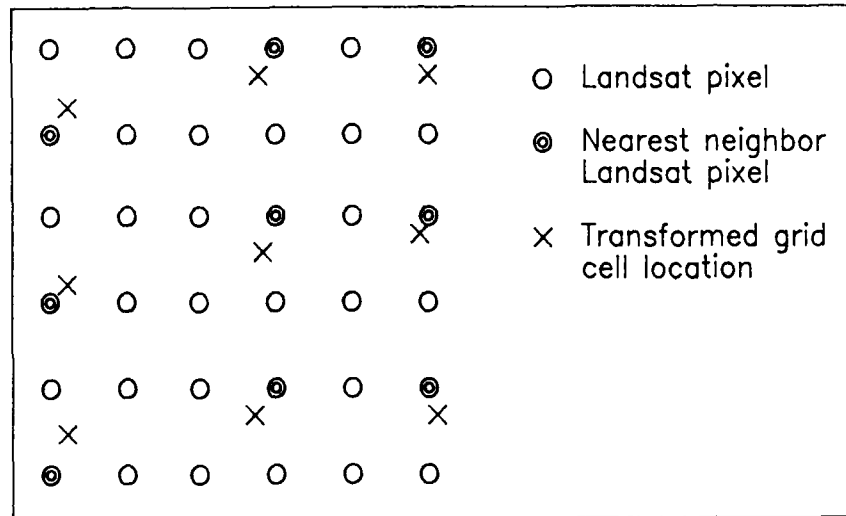 Landsat pixel
Nearest neighbor
Landsat pixel
Transformed grid
cell location